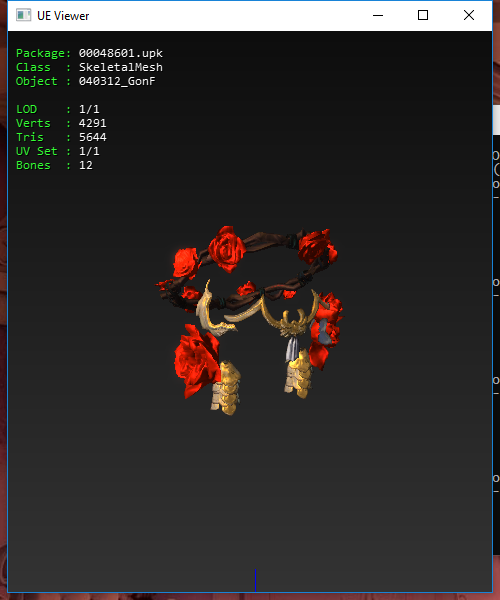 UE Viewer
Package: 00048601.upk
Class : SkeletalMesh
Object : 040312_GonF
LOD : 1/1
Verts : 4291
Tris : 5644
UV Set : 1/1
Bones : 12